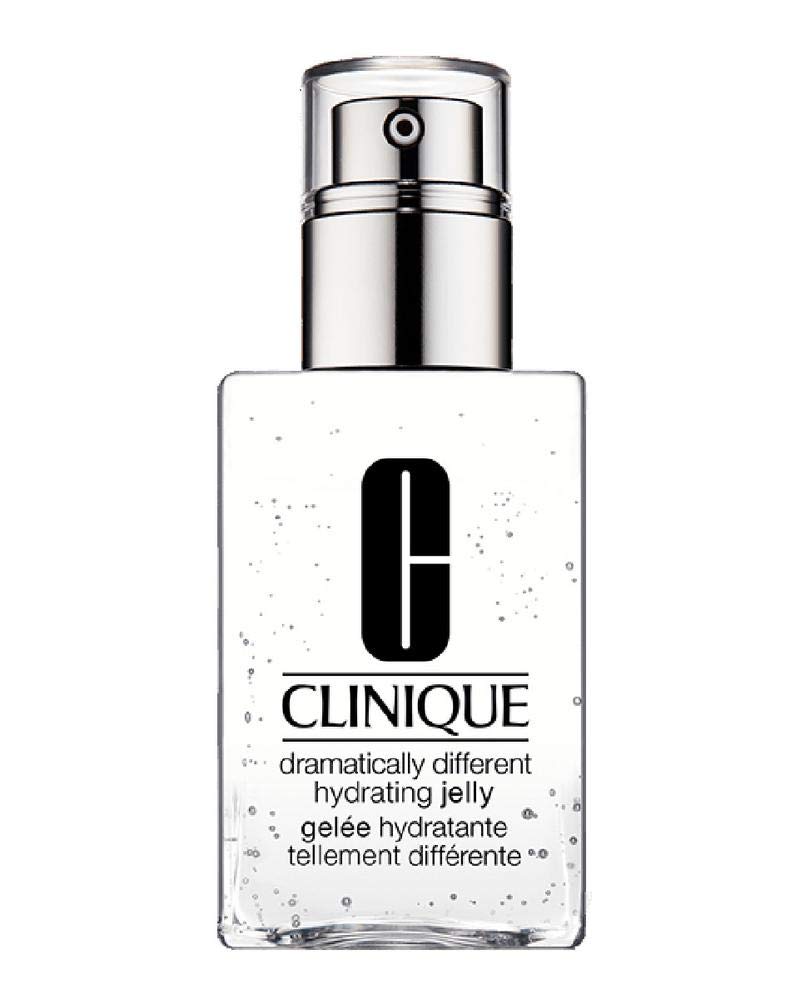 C
CLINIQUE
dramatically different
hydrating jelly
gelée hydratante
tellement différente